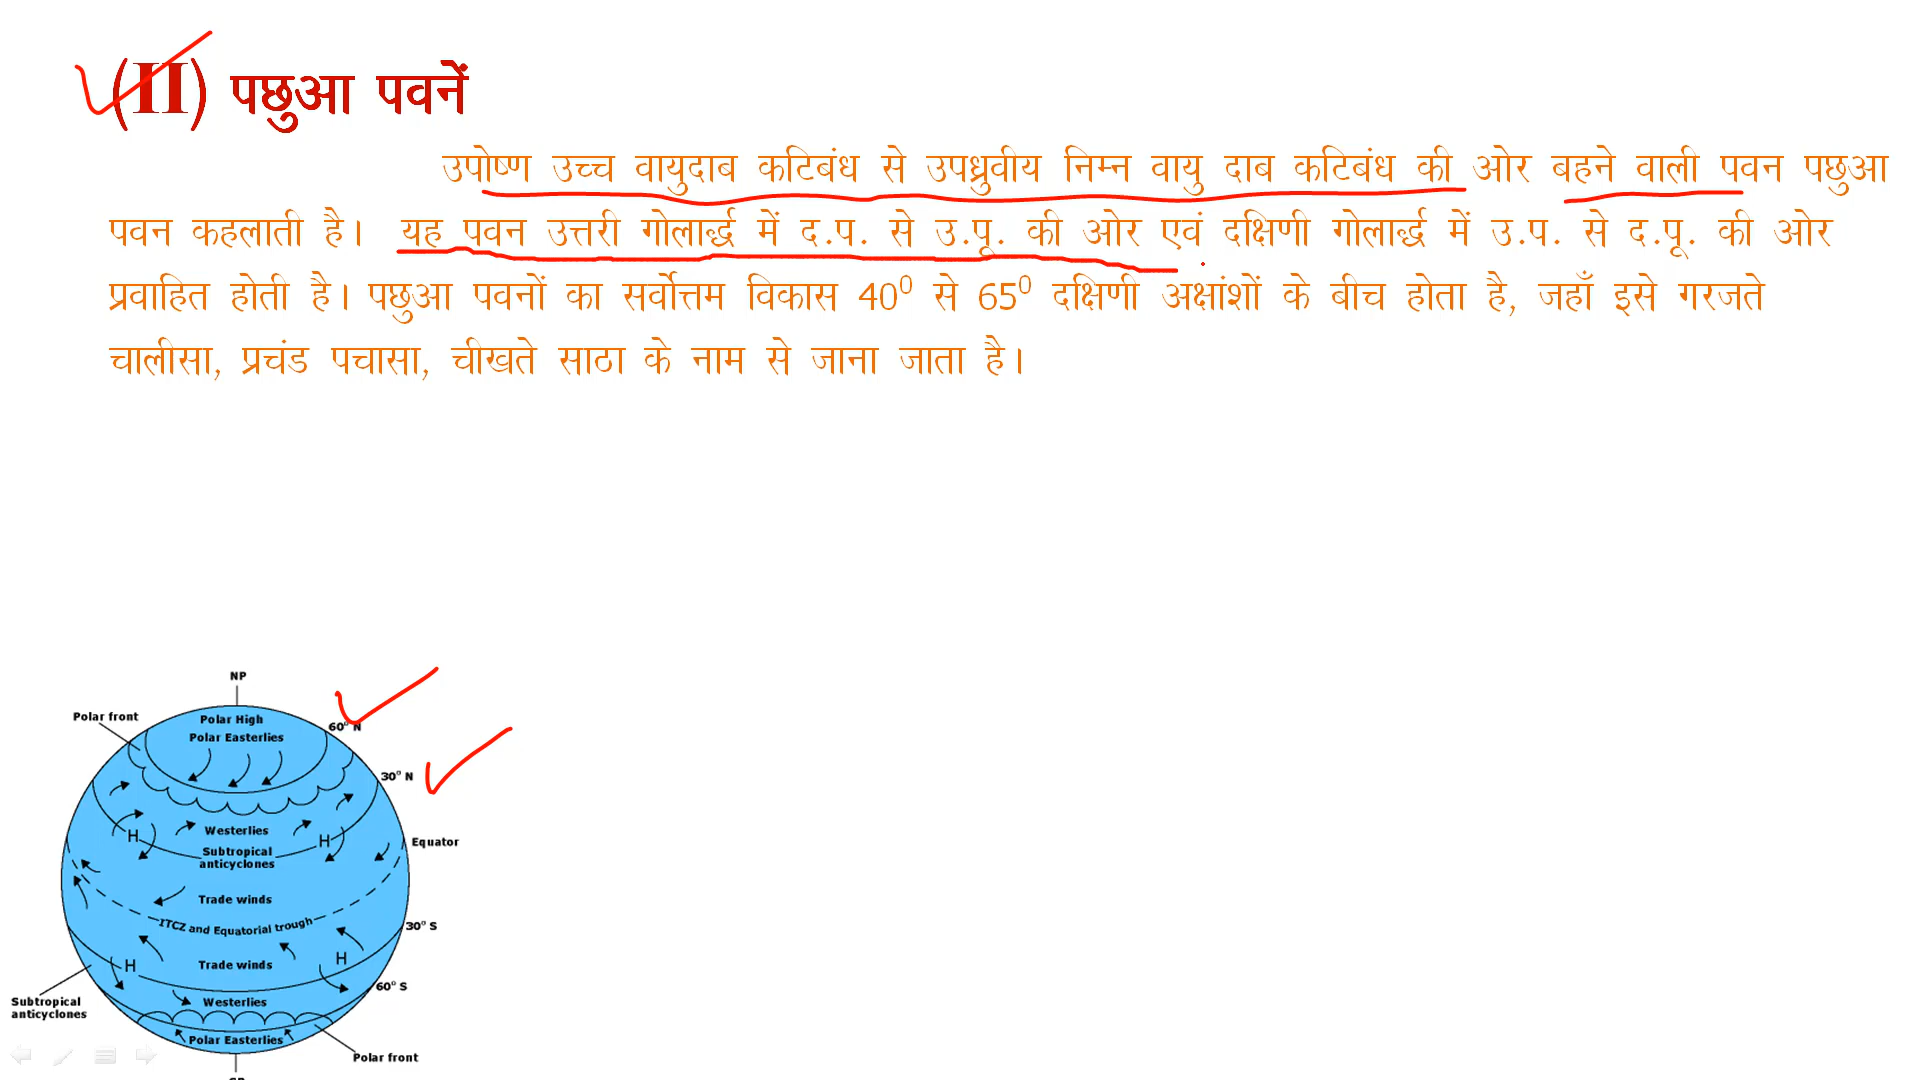 (II) पछुआ पवनें
उपोष्ण उच्च वायुदाब कटिबंध से उपध्रुवीय निम्न वायु दाब कटिबंध की ओर बहने वाली पवन पछुआ
पवन कहलाती है। यह पवन उत्तरी गोलार्द्ध में द.प. से उ.पू. की ओर एवं दक्षिणी गोलार्द्ध में उ.प. से द.पू. की ओर
प्रवाहित होती है। पछुआ पवनों का सर्वोत्तम विकास 40⁰ से 65⁰ दक्षिणी अक्षांशों के बीच होता है, जहाँ इसे गरजते
चालीसा, प्रचंड पचासा, चीखते साठा के नाम से जाना जाता है।
NP
Polar front
Polar High
60° N
Polar Easterlies
30° N
Westerlies
H
H
Equator
Subtropical
anticyclones
Trade winds
ITCZ and Equatorial trough
30° S
H
Trade winds
H
60° S
Subtropical
anticyclones
Westerlies
Polar Easterlies
Polar front